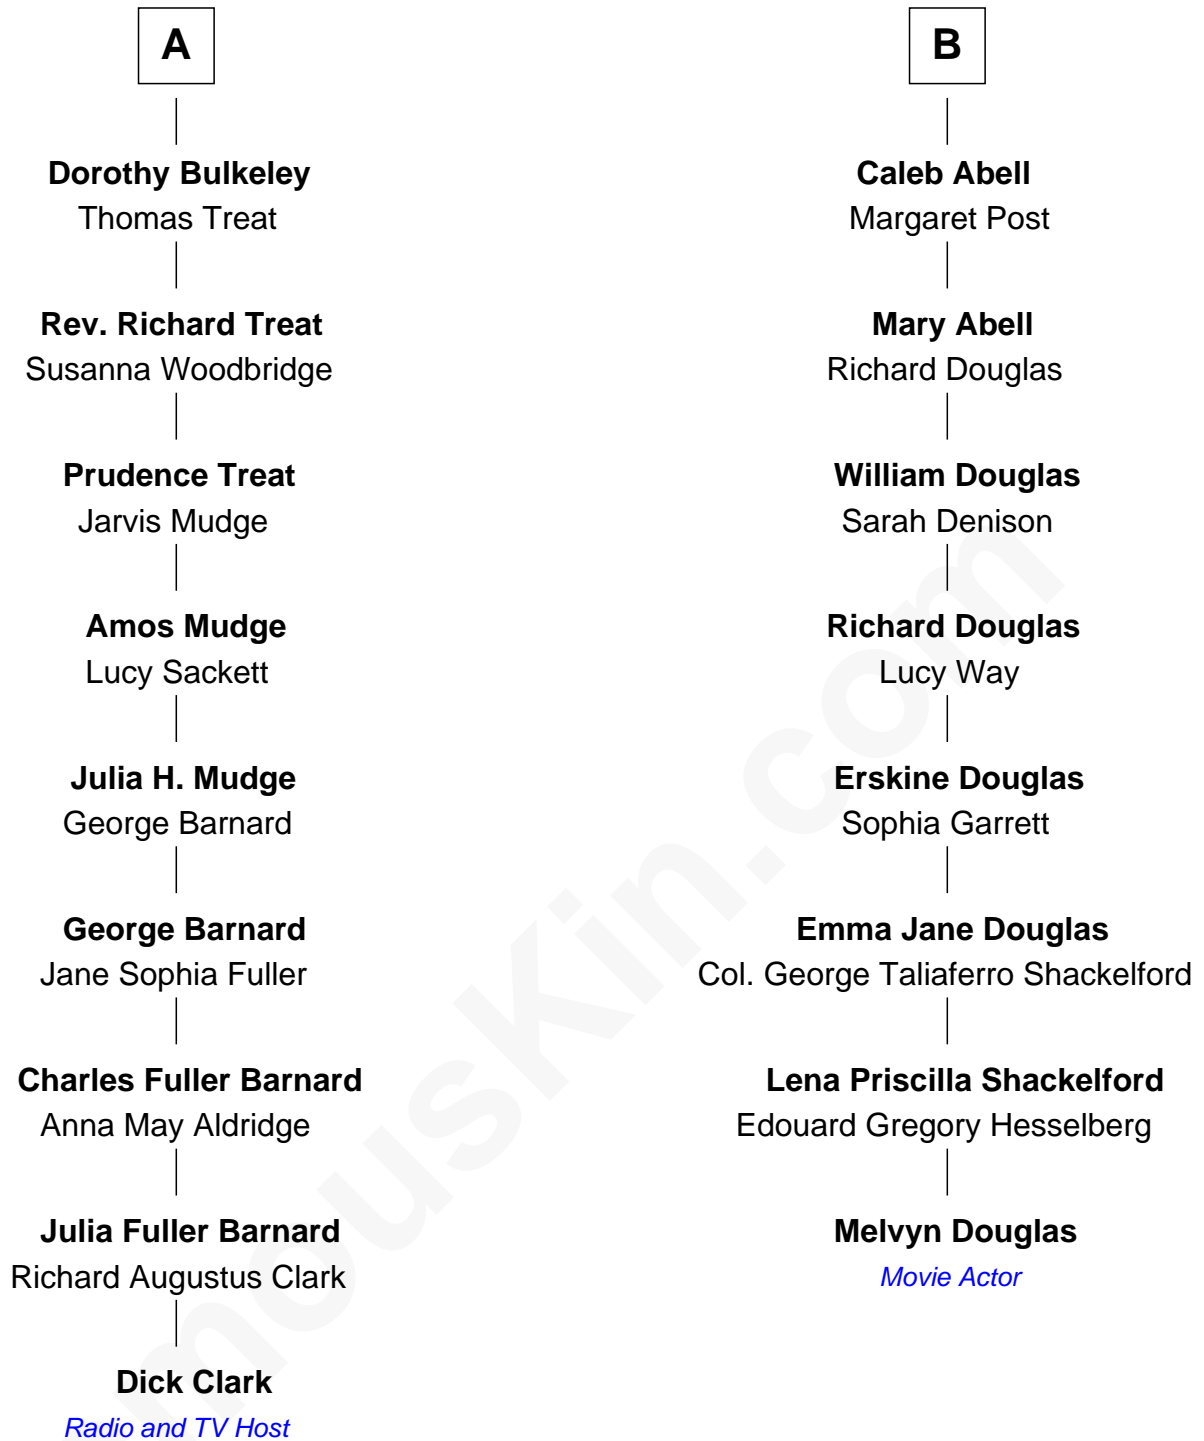 A
Dorothy Bulkeley
Thomas Treat
Rev. Richard Treat
Susanna Woodbridge
Prudence Treat
Jarvis Mudge
Amos Mudge
Lucy Sackett
Julia H. Mudge
George Barnard
George Barnard
Jane Sophia Fuller
Charles Fuller Barnard
Anna May Aldridge
Julia Fuller Barnard
Richard Augustus Clark
Dick Clark
Radio and TV Host
B
Caleb Abell
Margaret Post
Mary Abell
Richard Douglas
William Douglas
Sarah Denison
Richard Douglas
Lucy Way
Erskine Douglas
Sophia Garrett
Emma Jane Douglas
Col. George Taliaferro Shackelford
Lena Priscilla Shackelford
Edouard Gregory Hesselberg
Melvyn Douglas
Movie Actor
mousKin.com